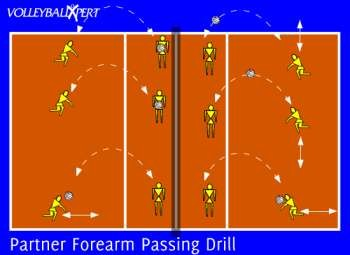 VOLLEYBALLXPERT
Partner Forearm Passing Drill